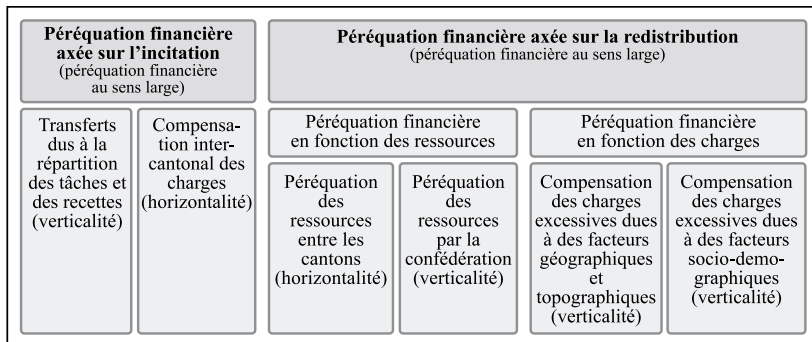 Péréquation financière
axée sur l'incitation
(péréquation financière
au sens large)
Péréquation financière axée sur la redistribution
(péréquation financière au sens large)
Transferts
dus à la
répartition
des tâches et
des recettes
(verticalité)
Compensa-
tion inter-
cantonal des
charges
(horizontalité)
Péréquation financière
en fonction des ressources
Péréquation financière
en fonction des charges
Péréquation
des
ressources
entre les
cantons
(horizontalité)
Péréquation
des
ressources
par la
confédération
(verticalité)
Compensation
des charges
excessives dues
à des facteurs
géographiques
et
topographiques
(verticalité)
Compensation
des charges
excessives dues
à des facteurs
socio-demo-
graphiques
(verticalité)